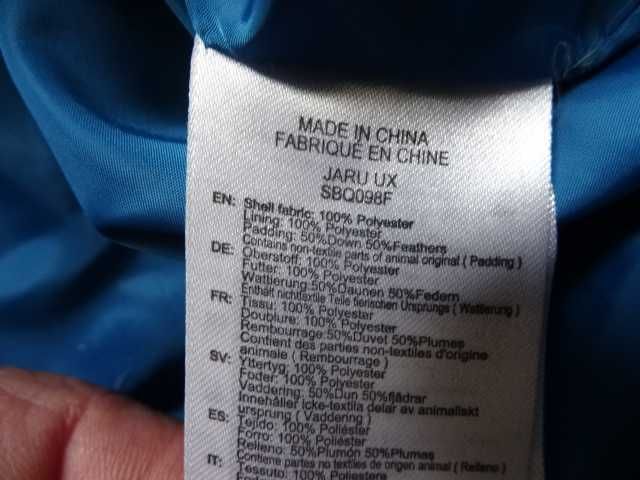 MADE IN CHINA
FABRIQUE EN CHINE
JARU UX
SBQ098F
EN: Shell fabric: 100% Polyester
Lining: 100% Polyester
Padding: 50%Down 50%Feathers
Contains non-textile parts of animal original ( Padding )
DE: Oberstoff: 100% Polyester
Futter: 100% Polyester
Wattierung:50%Daunen 50%Federn
Enthält nichttextile Teile tierischen Ursprungs ( Wattierung )
FR: Tissu: 100% Polyester
Doublure: 100% Polyester
Rembourrage:50%Duvet 50%Plumes
Contient des parties non-textiles d'origine
animale ( Rembourrage )
SV: Yttertyg: 100% Polyester
Foder: 100% Polyester
Vaddering: 50%Dun 50%fjädrar
Innehåller icke-textila delar av animaliskt
ursprung ( Vaddering )
ES: Tejido: 100% Poliéster
Forro: 100% Poliéster
Relleno: 50%Plumón 50%Plumas
Contiene partes no textiles de origen animal ( Relleno )
IT: Tessuto: 100% Poliestere